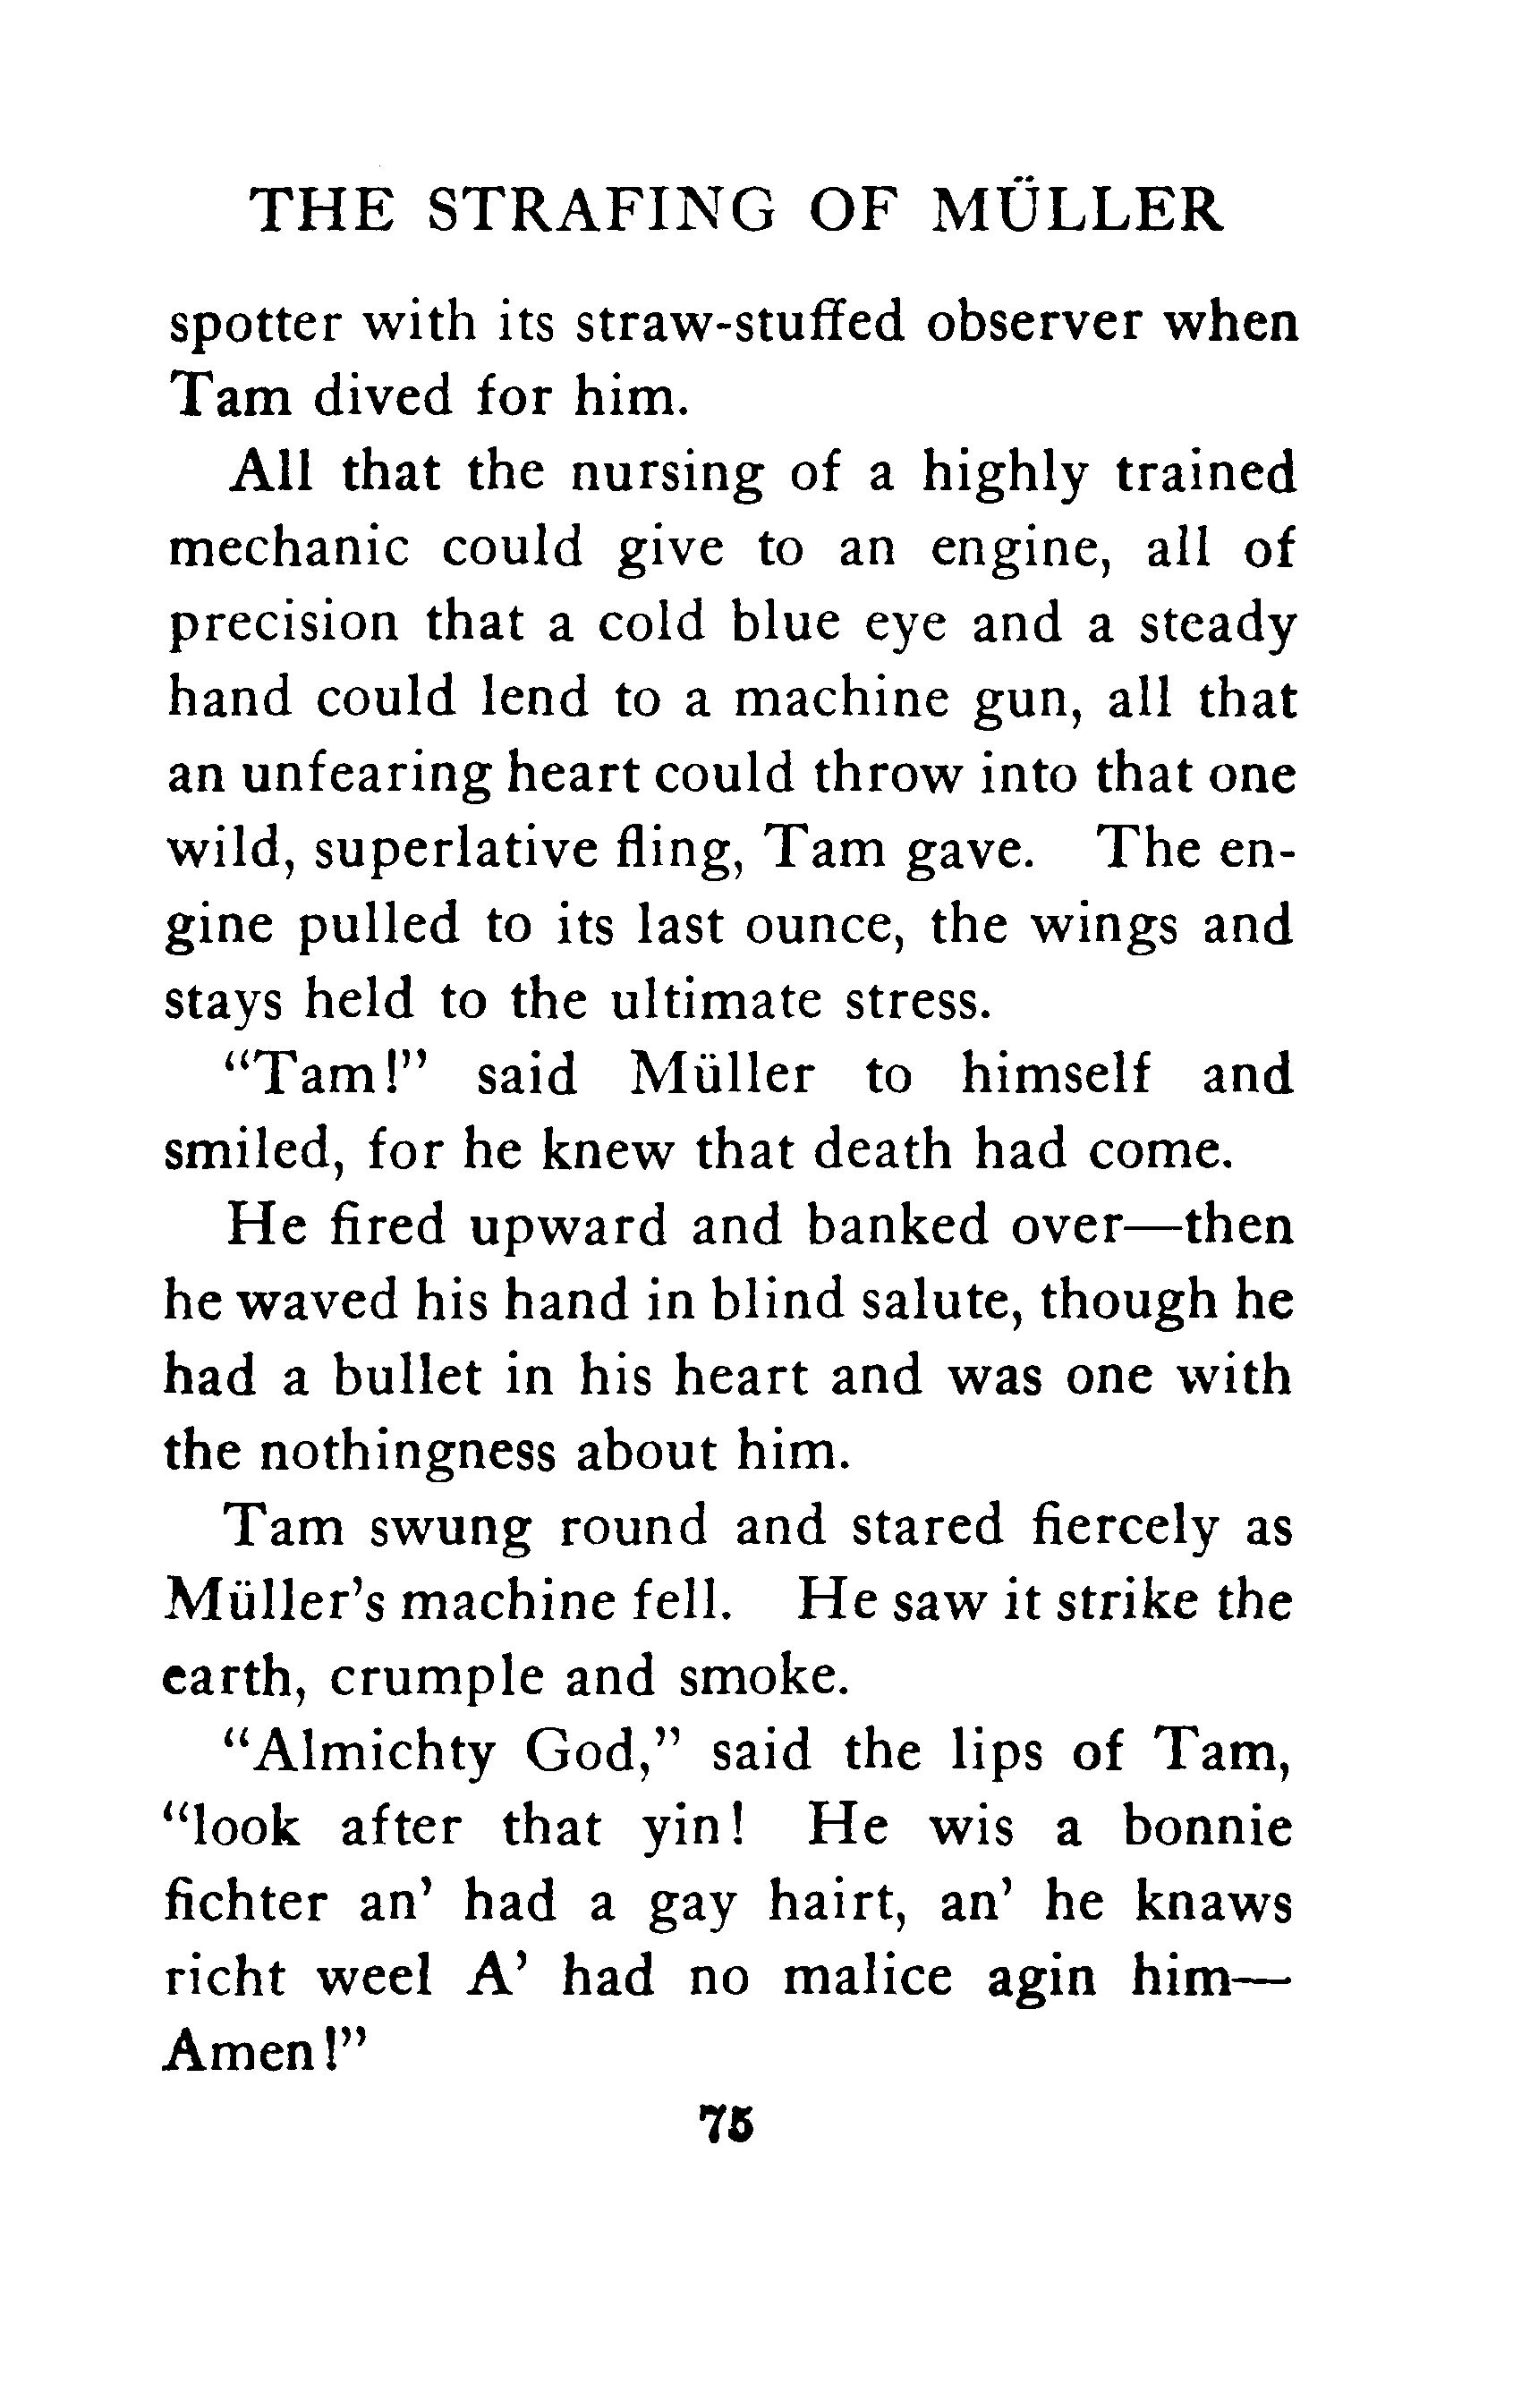 THE STRAFING OF MÜLLER
spotter with its straw-stuffed observer when
Tam dived for him.
All that the nursing of a highly trained
mechanic could give to an engine, all of
precision that a cold blue eye and a steady
hand could lend to a machine gun, all that
an unfearing heart could throw into that one
wild, superlative fling, Tam gave. The en-
gine pulled to its last ounce, the wings and
stays held to the ultimate stress.
"Tam!" said Müller to himself and
smiled, for he knew that death had come.
He fired upward and banked over—then
he waved his hand in blind salute, though he
had a bullet in his heart and was one with
the nothingness about him.
Tam swung round and stared fiercely as
Müller's machine fell. He saw it strike the
earth, crumple and smoke.
"Almichty God," said the lips of Tam,
"look after that yin! He wis a bonnie
fichter an' had a gay hairt, an' he knaws
richt weel A' had no malice agin him—
Amen!"
75